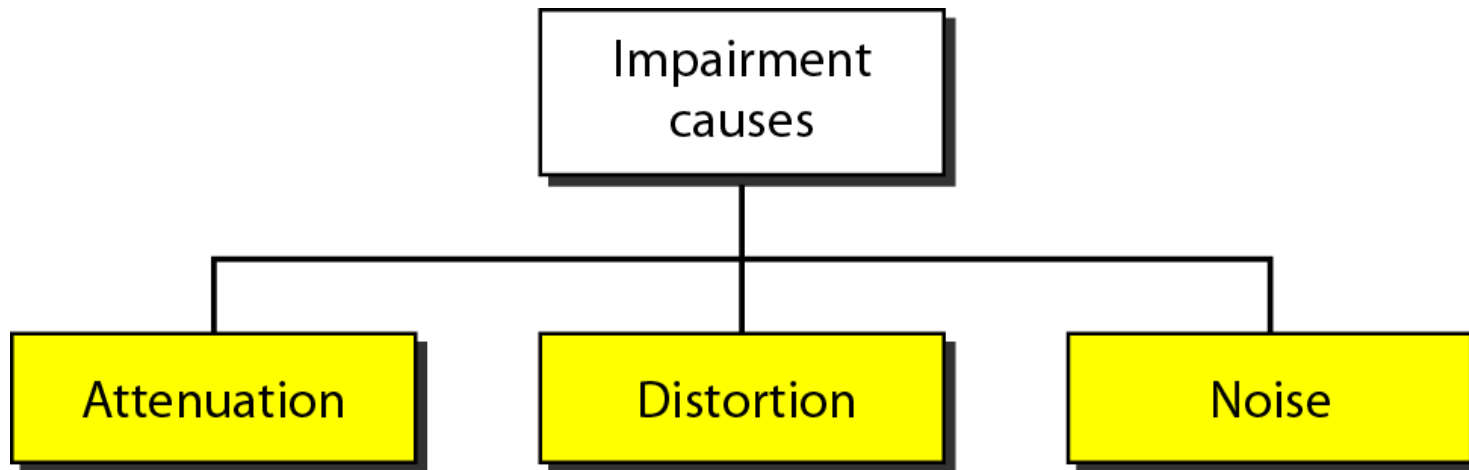 Impairment
causes
Attenuation
Distortion
Noise